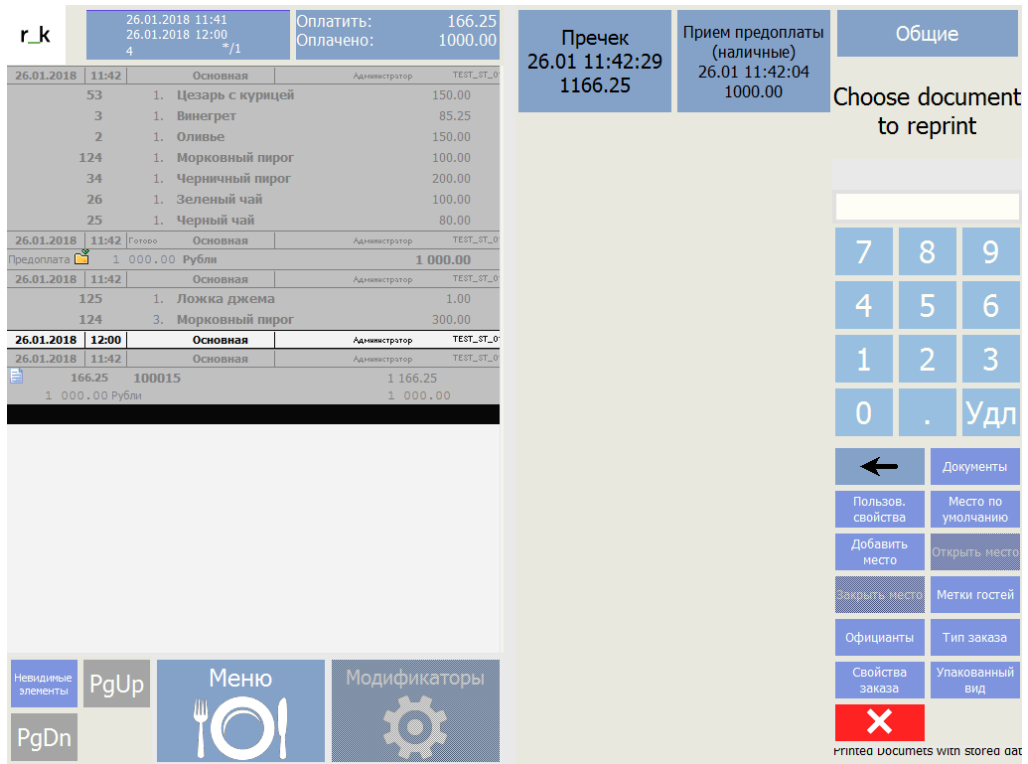 r_k
26.01.2018 11:41
26.01.2018 12:00
4 */1
Оплатить: 166.25
Оплачено: 1000.00
26.01.2018 11:42 Основная Администратор TEST_ST_0
53 1. Цезарь с курицей 150.00
3 1. Винегрет 85.25
2 1. Оливье 150.00
124 1. Морковный пирог 100.00
34 1. Черничный пирог 200.00
26 1. Зеленый чай 100.00
25 1. Черный чай 80.00
26.01.2018 11:42 Готово Основная Администратор TEST_ST_0
Предоплата 1 000.00 Рубли 1 000.00
26.01.2018 11:42 Основная Администратор TEST_ST_0
125 1. Ложка джема 1.00
124 3. Морковный пирог 300.00
26.01.2018 12:00 Основная Администратор TEST_ST_0
26.01.2018 11:42 Основная Администратор TEST_ST_0
166.25 100015 1 166.25
1 000.00 Рубли 1 000.00
Невидимые
элементы
PgUp
PgDn
Меню
Модификаторы
Пречек
26.01 11:42:29
1166.25
Прием предоплаты
(наличные)
26.01 11:42:04
1000.00
Общие
Choose document
to reprint
7 8 9
4 5 6
1 2 3
0 . Удл
Документы
Пользов.
свойства
Место по
умолчанию
Добавить
место
Открыть место
Закрыть место
Метки гостей
Официанты
Тип заказа
Свойства
заказа
Упакованный
вид
Printed Documets with stored dat